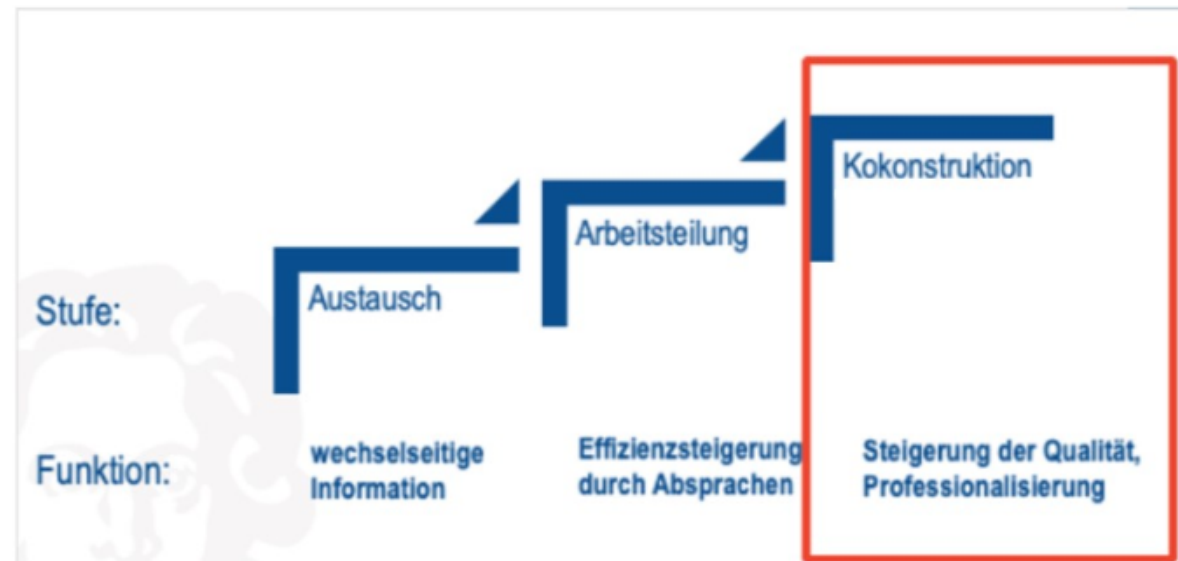 Kokonstruktion
Arbeitsteilung
Stufe: Austausch
Funktion: wechselseitige Information
Effizienzsteigerung durch Absprachen
Steigerung der Qualität, Professionalisierung